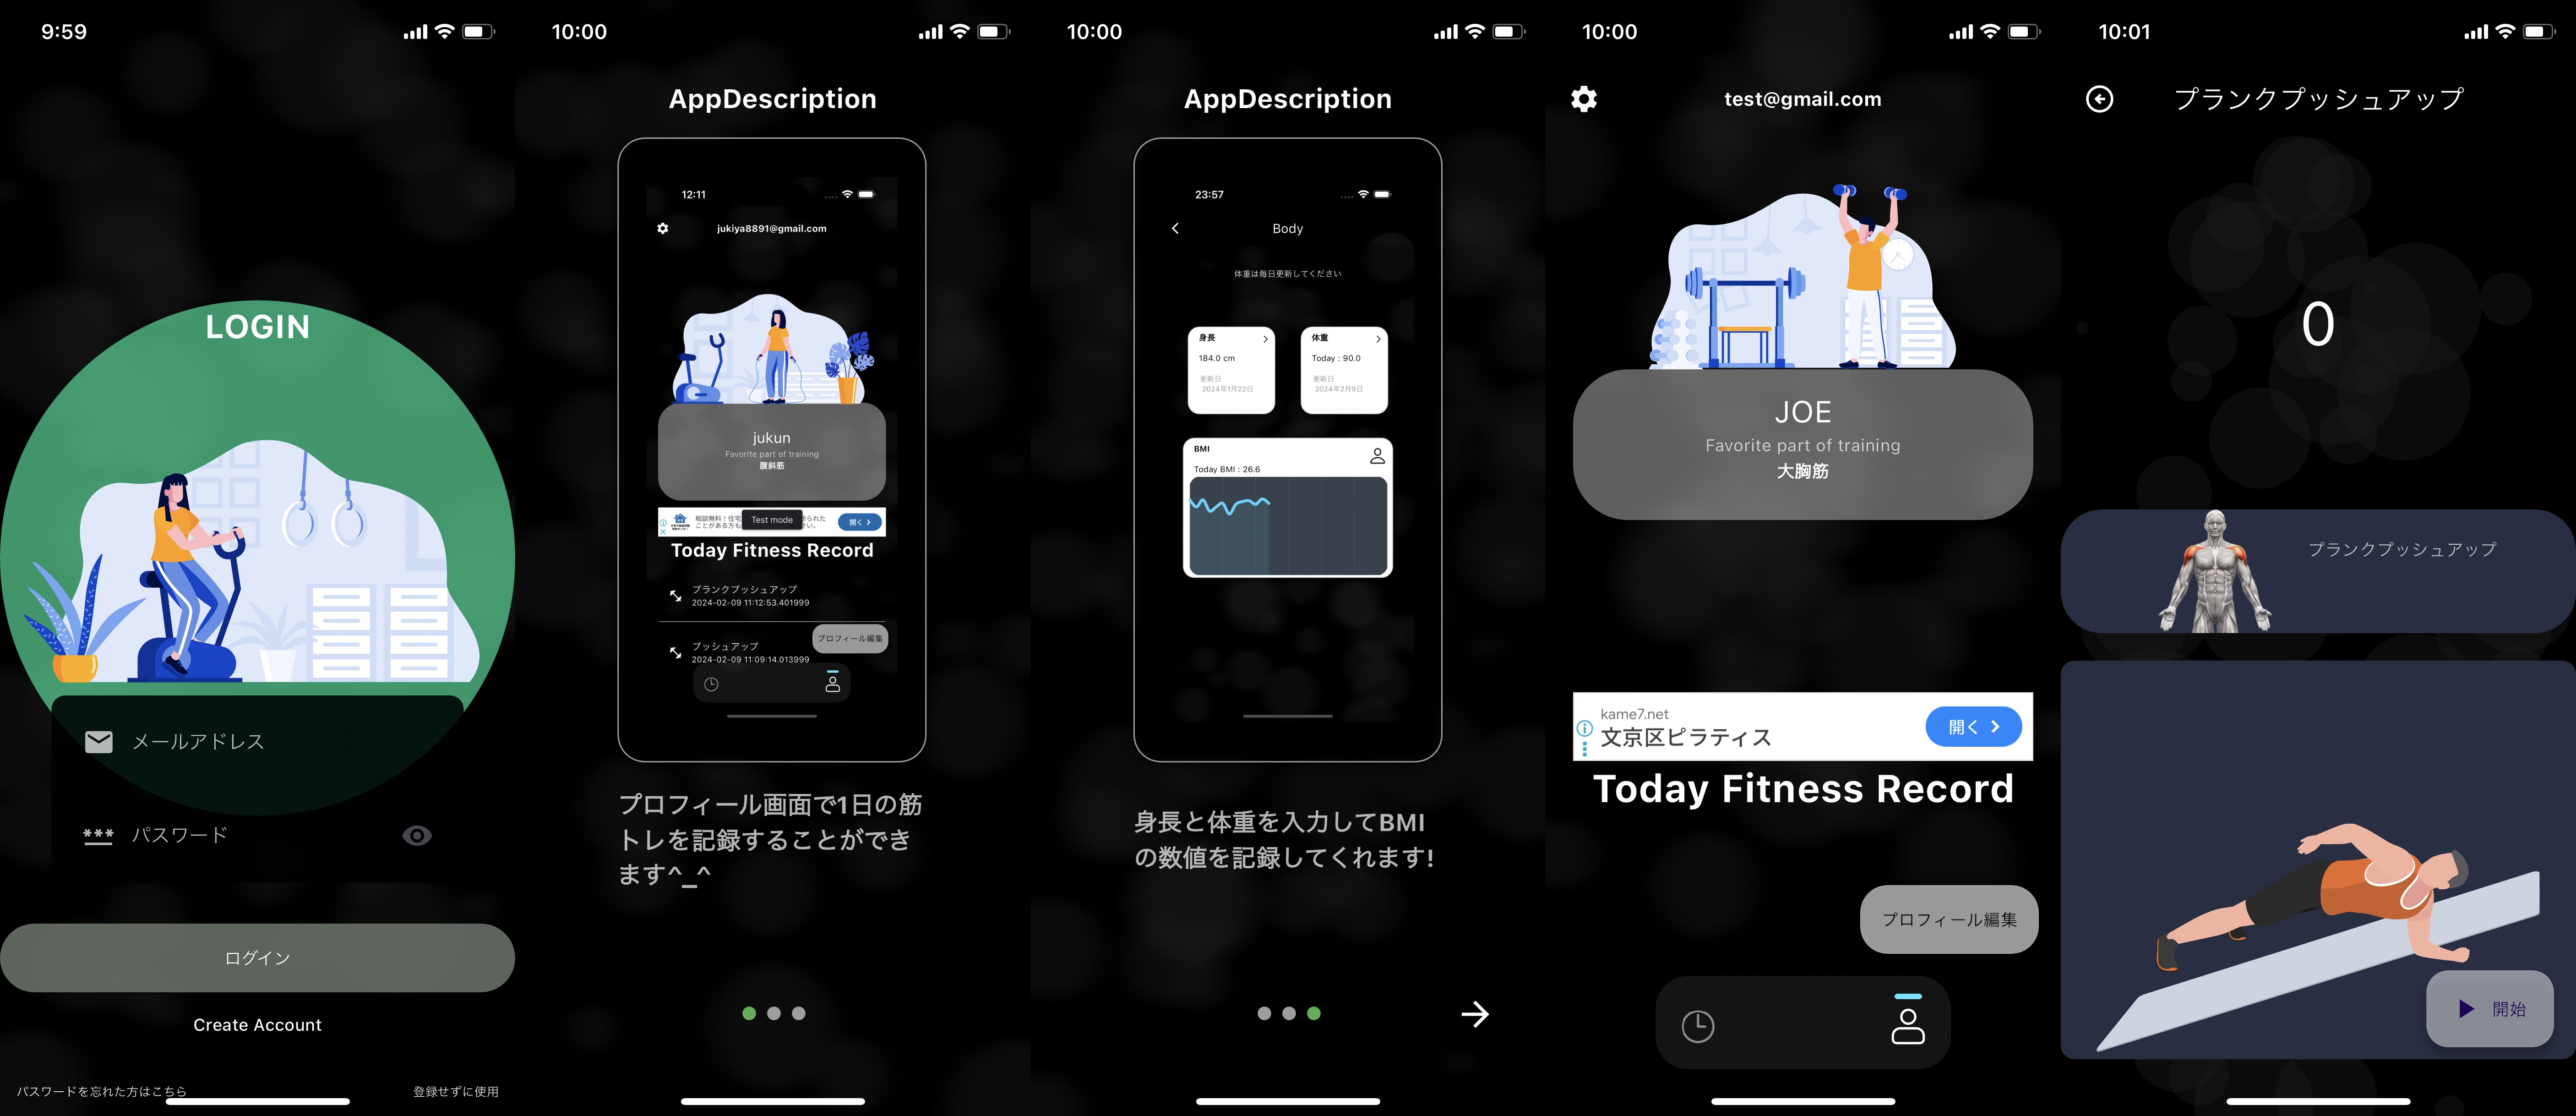 9:59
LOGIN
メールアドレス
***
パスワード
ログイン
Create Account
パスワードを忘れた方はこちら
登録せずに使用
10:00
AppDescription
12:11
jukiya8891@gmail.com
jukun
Favorite part of training
腹斜筋
Test mode
開く
Today Fitness Record
プランクプッシュアップ
2024-02-09 11:12:53.401999
プッシュアップ
2024-02-09 11:09:14.013999
プロフィール編集
プロフィール画面で1日の筋
トレを記録することができ
ます^_^
10:00
AppDescription
23:57
Body
体重は毎日更新してください
身長
184.0 cm
更新日
2024年1月22日
体重
Today : 90.0
更新日
2024年2月9日
BMI
Today BMI : 26.6
身長と体重を入力してBMI
の数値を記録してくれます!
10:00
test@gmail.com
JOE
Favorite part of training
大胸筋
kame7.net
文京区ピラティス
開く
Today Fitness Record
プロフィール編集
10:01
プランクプッシュアップ
0
プランクプッシュアップ
開始